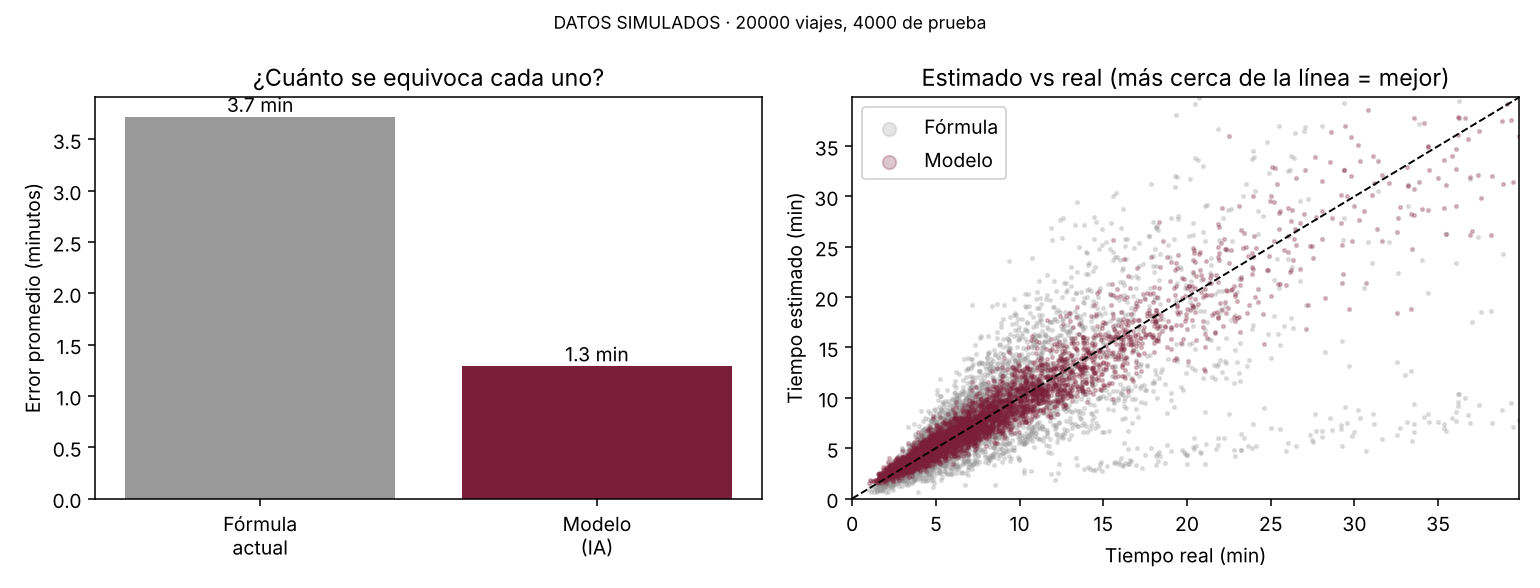 DATOS SIMULADOS · 20000 viajes, 4000 de prueba
¿Cuánto se equivoca cada uno?
3.7 min
1.3 min
Error promedio (minutos)
3.5
3.0
2.5
2.0
1.5
1.0
0.5
0.0
Fórmula
actual
Modelo
(IA)
Estimado vs real (más cerca de la línea = mejor)
Fórmula
Modelo
Tiempo estimado (min)
35
30
25
20
15
10
5
0
0 5 10 15 20 25 30 35
Tiempo real (min)